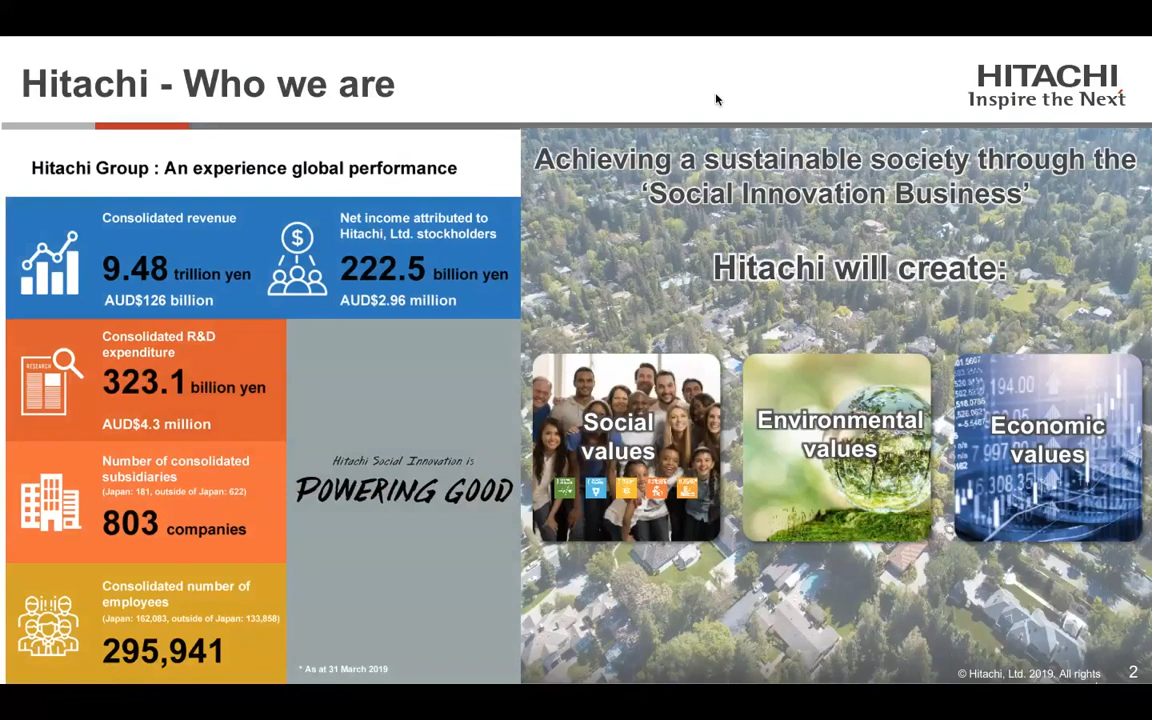 Hitachi - Who we are
HITACHI
Inspire the Next
Hitachi Group : An experience global performance
Consolidated revenue
9.48 trillion yen
AUD$126 billion
Net income attributed to
Hitachi, Ltd. stockholders
222.5 billion yen
AUD$2.96 million
Consolidated R&D
expenditure
323.1 billion yen
AUD$4.3 million
RESEARCH
Number of consolidated
subsidiaries
(Japan: 181, outside of Japan: 622)
803 companies
Consolidated number of
employees
(Japan: 162,083, outside of Japan: 133,858)
295,941
Hitachi Social Innovation is
POWERING GOOD
* As at 31 March 2019
Achieving a sustainable society through the
‘Social Innovation Business’
Hitachi will create:
Social
values
Environmental
values
Economic
values
194.00
© Hitachi, Ltd. 2019. All rights
2